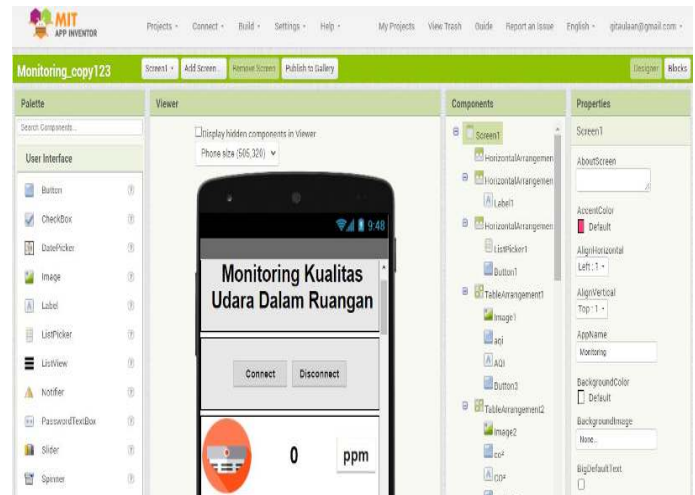 MIT
APP INVENTOR
Projects Connect Build Settings Help My Projects View Trash Guide Report an Issue English gitaulaan@gmail.com
Monitoring_copy123 Screen1 Add Screen... Remove Screen Publish to Gallery Designer Blocks
Palette
Search Components...
User Interface
Button
CheckBox
DatePicker
Image
Label
ListPicker
ListView
Notifier
PasswordTextBox
Slider
Spinner
Viewer
Display hidden components in Viewer
Phone size (505,320)
9:48
Monitoring Kualitas
Udara Dalam Ruangan
Connect Disconnect
0 ppm
Components
Screen1
HorizontalArrangemen
HorizontalArrangemen
Label1
HorizontalArrangemen
ListPicker1
Button1
TableArrangement1
Image1
aqi
AQI
Button3
TableArrangement2
Image2
Properties
Screen1
AboutScreen
AccentColor
Default
AlignHorizontal
Left : 1
AlignVertical
Top : 1
AppName
Monitoring
BackgroundColor
Default
BackgroundImage
None...
BigDefaultText